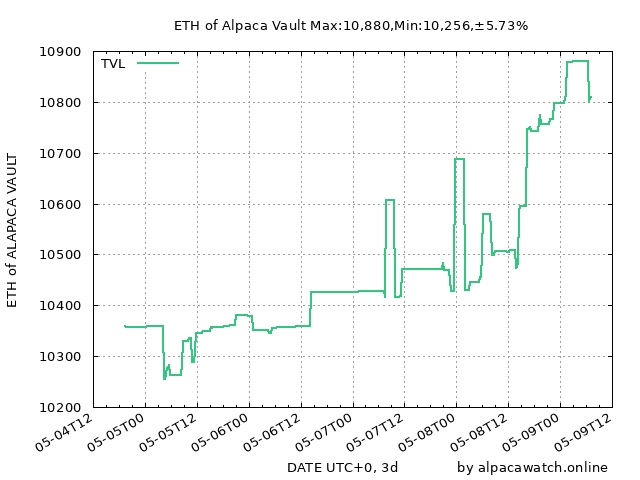 ETH of Alpaca Vault Max:10,880,Min:10,256,±5.73%
TVL
10900
10800
10700
10600
10500
10400
10300
10200
ETH of ALAPACA VAULT
05-04T12
05-05T00
05-05T12
05-06T00
05-06T12
05-07T00
05-07T12
05-08T00
05-08T12
05-09T00
05-09T12
DATE UTC+0, 3d
by alpacawatch.online